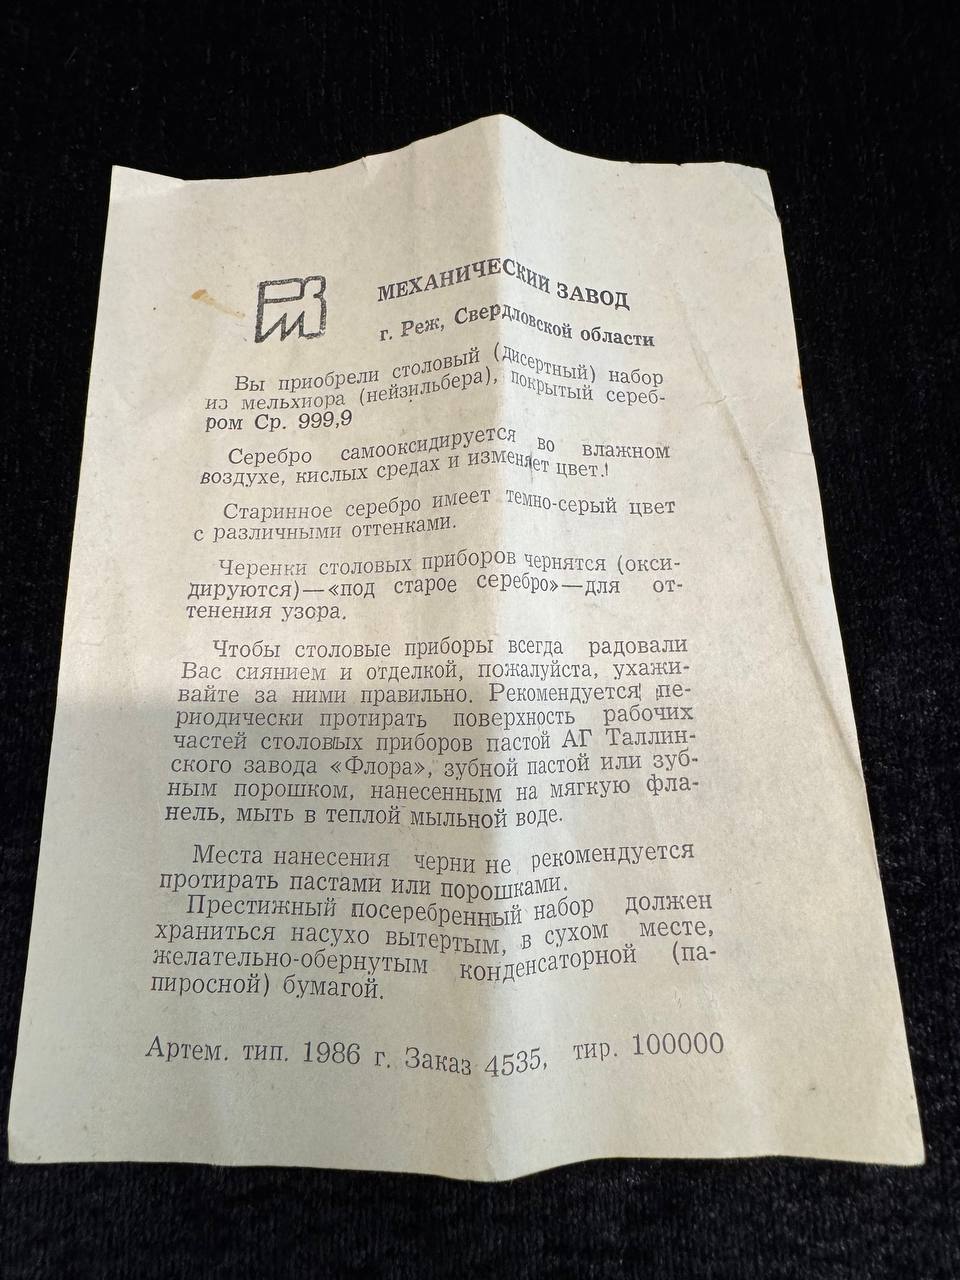 РМЗ
МЕХАНИЧЕСКИЙ ЗАВОД
г. Реж, Свердловской области
Вы приобрели столовый (дисертный) набор
из мельхиора (нейзильбера), покрытый сереб-
ром Ср. 999,9
Серебро самооксидируется во влажном
воздухе, кислых средах и изменяет цвет.!
Старинное серебро имеет темно-серый цвет
с различными оттенками.
Черенки столовых приборов чернятся (окси-
дируются)—«под старое серебро»—для от-
тенения узора.
Чтобы столовые приборы всегда радовали
Вас сиянием и отделкой, пожалуйста, ухажи-
вайте за ними правильно. Рекомендуется пе-
риодически протирать поверхность рабочих
частей столовых приборов пастой АГ Таллин-
ского завода «Флора», зубной пастой или зуб-
ным порошком, нанесенным на мягкую фла-
нель, мыть в теплой мыльной воде.
Места нанесения черни не рекомендуется
протирать пастами или порошками.
Престижный посеребренный набор должен
храниться насухо вытертым, в сухом месте,
желательно-обернутым конденсаторной (па-
пиросной) бумагой.
Артем. тип. 1986 г. Заказ 4535, тир. 100000